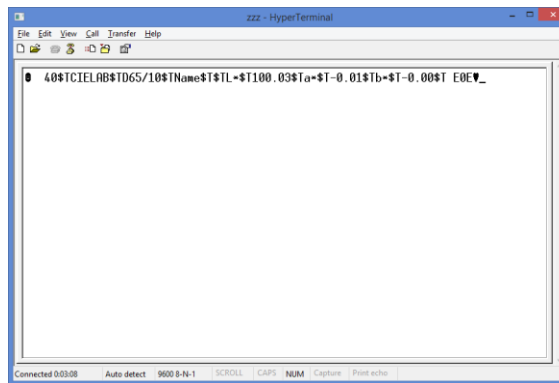 zzz - HyperTerminal
File Edit View Call Transfer Help
40$TCIELAB$TD65/10$TName$T$TL*$T100.03$Ta*$T-0.01$Tb*$T-0.00$T E0E♥_
Connected 0:03:08 Auto detect 9600 8-N-1 SCROLL CAPS NUM Capture Print echo